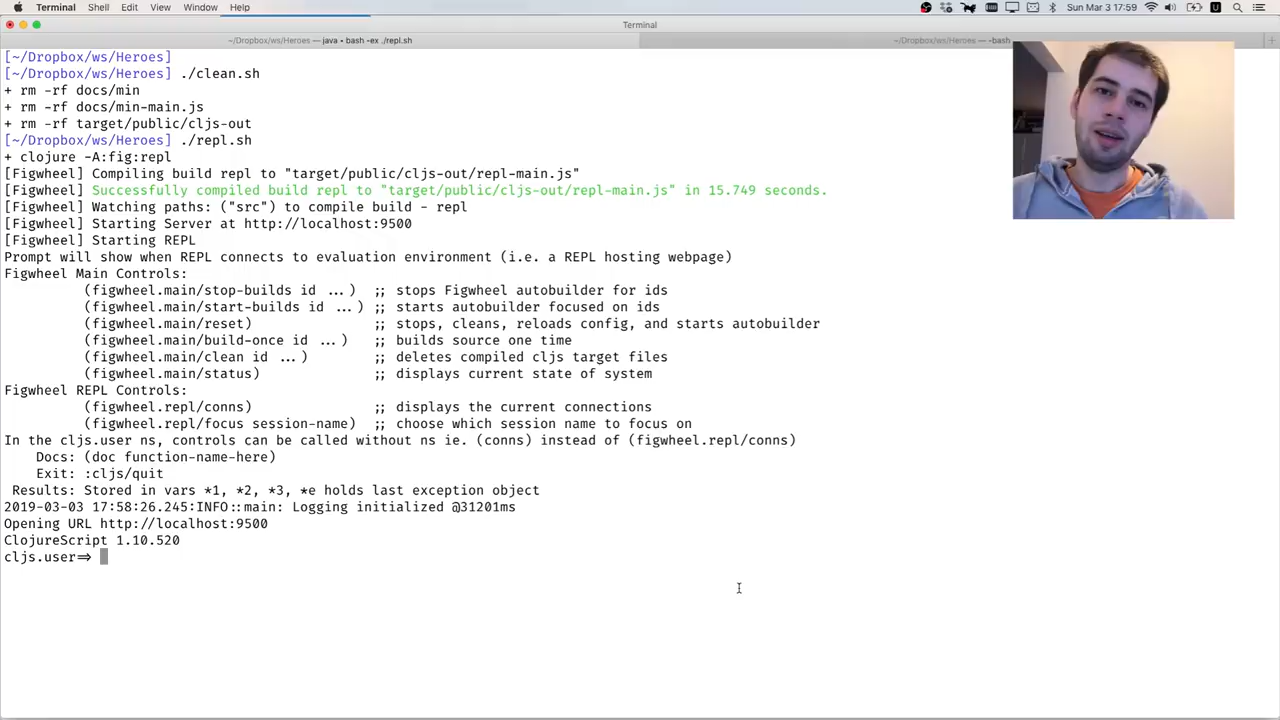 Terminal Shell Edit View Window Help
Sun Mar 3 17:59
Terminal
~/Dropbox/ws/Heroes — java • bash -ex ./repl.sh
~/Dropbox/ws/Heroes — -bash
[~/Dropbox/ws/Heroes]
[~/Dropbox/ws/Heroes] ./clean.sh
+ rm -rf docs/min
+ rm -rf docs/min-main.js
+ rm -rf target/public/cljs-out
[~/Dropbox/ws/Heroes] ./repl.sh
+ clojure -A:fig:repl
[Figwheel] Compiling build repl to "target/public/cljs-out/repl-main.js"
[Figwheel] Successfully compiled build repl to "target/public/cljs-out/repl-main.js" in 15.749 seconds.
[Figwheel] Watching paths: ("src") to compile build - repl
[Figwheel] Starting Server at http://localhost:9500
[Figwheel] Starting REPL
Prompt will show when REPL connects to evaluation environment (i.e. a REPL hosting webpage)
Figwheel Main Controls:
(figwheel.main/stop-builds id ...) ;; stops Figwheel autobuilder for ids
(figwheel.main/start-builds id ...) ;; starts autobuilder focused on ids
(figwheel.main/reset) ;; stops, cleans, reloads config, and starts autobuilder
(figwheel.main/build-once id ...) ;; builds source one time
(figwheel.main/clean id ...) ;; deletes compiled cljs target files
(figwheel.main/status) ;; displays current state of system
Figwheel REPL Controls:
(figwheel.repl/conns) ;; displays the current connections
(figwheel.repl/focus session-name) ;; choose which session name to focus on
In the cljs.user ns, controls can be called without ns ie. (conns) instead of (figwheel.repl/conns)
Docs: (doc function-name-here)
Exit: :cljs/quit
Results: Stored in vars *1, *2, *3, *e holds last exception object
2019-03-03 17:58:26.245:INFO::main: Logging initialized @31201ms
Opening URL http://localhost:9500
ClojureScript 1.10.520
cljs.user=>